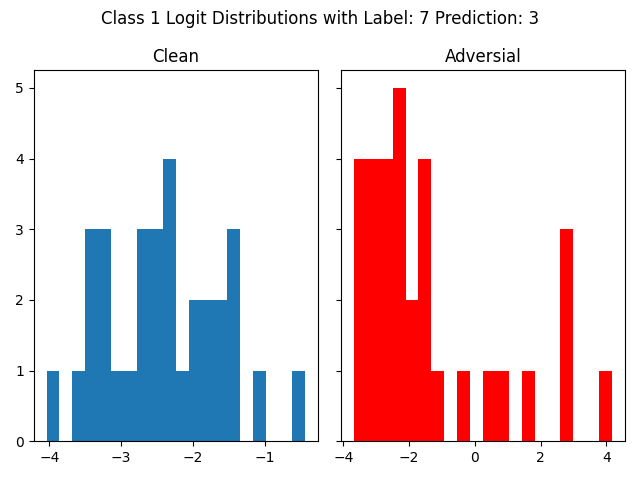 Class 1 Logit Distributions with Label: 7 Prediction: 3
Clean
Adversial
5
4
3
2
1
0
−4 −3 −2 −1
−4 −2 0 2 4